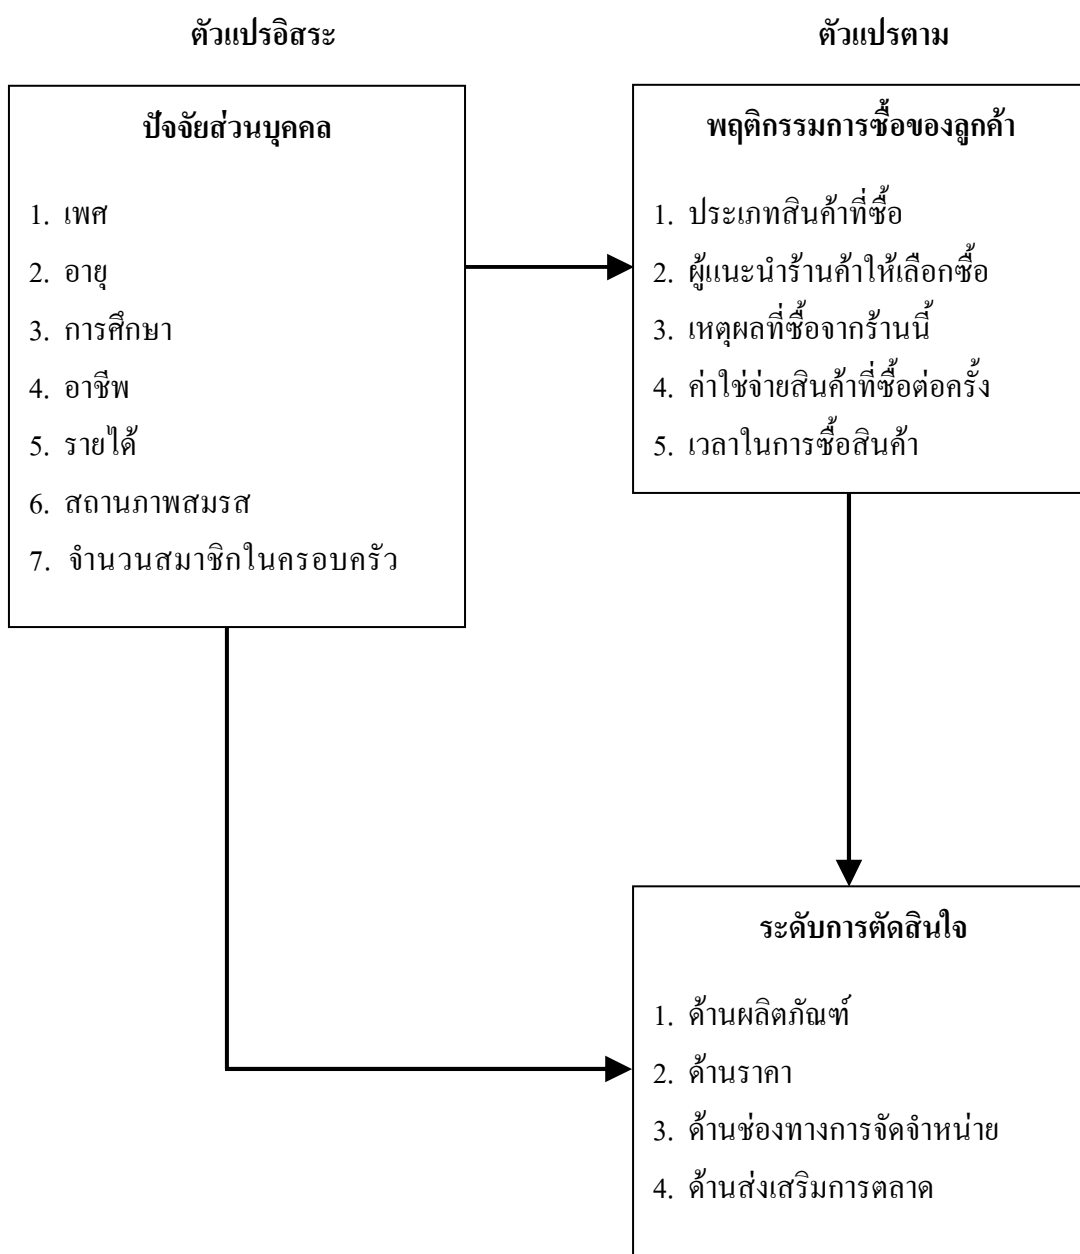 ตัวแปรอิสระ
ตัวแปรตาม
ปัจจัยส่วนบุคคล
1. เพศ
2. อายุ
3. การศึกษา
4. อาชีพ
5. รายได้
6. สถานภาพสมรส
7. จำนวนสมาชิกในครอบครัว
พฤติกรรมการซื้อของลูกค้า
1. ประเภทสินค้าที่ซื้อ
2. ผู้แนะนำร้านค้าให้เลือกซื้อ
3. เหตุผลที่ซื้อจากร้านนี้
4. ค่าใช่จ่ายสินค้าที่ซื้อต่อครั้ง
5. เวลาในการซื้อสินค้า
ระดับการตัดสินใจ
1. ด้านผลิตภัณฑ์
2. ด้านราคา
3. ด้านช่องทางการจัดจำหน่าย
4. ด้านส่งเสริมการตลาด